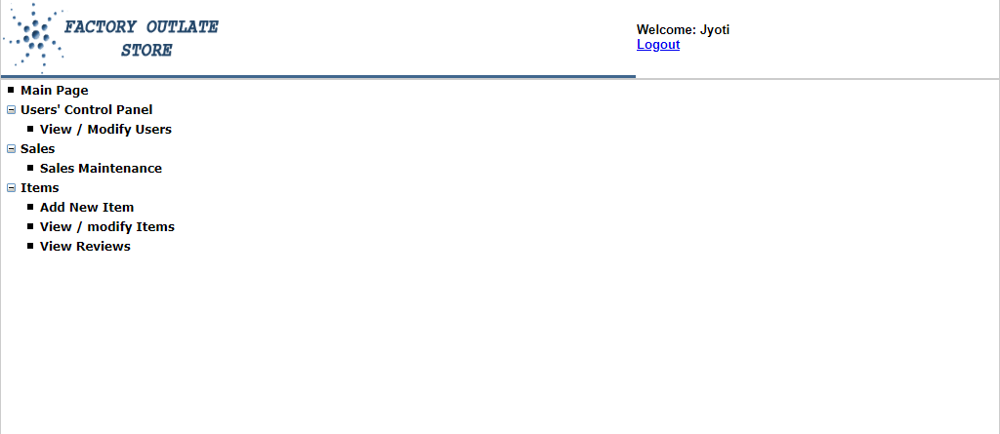 FACTORY OUTLATE
STORE
Welcome: Jyoti
Logout
Main Page
Users' Control Panel
View / Modify Users
Sales
Sales Maintenance
Items
Add New Item
View / modify Items
View Reviews